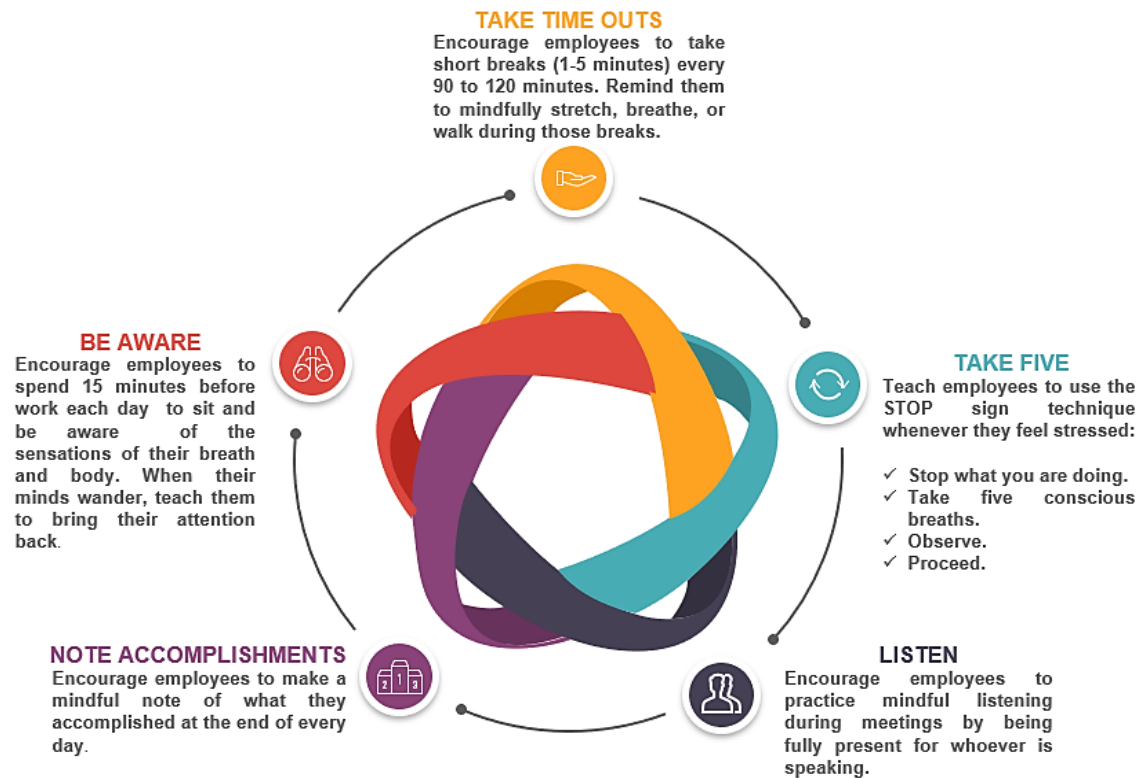 TAKE TIME OUTS
Encourage employees to take
short breaks (1-5 minutes) every
90 to 120 minutes. Remind them
to mindfully stretch, breathe, or
walk during those breaks.
BE AWARE
Encourage employees to
spend 15 minutes before
work each day to sit and
be aware of the
sensations of their breath
and body. When their
minds wander, teach them
to bring their attention
back.
TAKE FIVE
Teach employees to use the
STOP sign technique
whenever they feel stressed:
✓ Stop what you are doing.
✓ Take five conscious
breaths.
✓ Observe.
✓ Proceed.
NOTE ACCOMPLISHMENTS
Encourage employees to make a
mindful note of what they
accomplished at the end of every
day.
2 1 3
LISTEN
Encourage employees to
practice mindful listening
during meetings by being
fully present for whoever is
speaking.